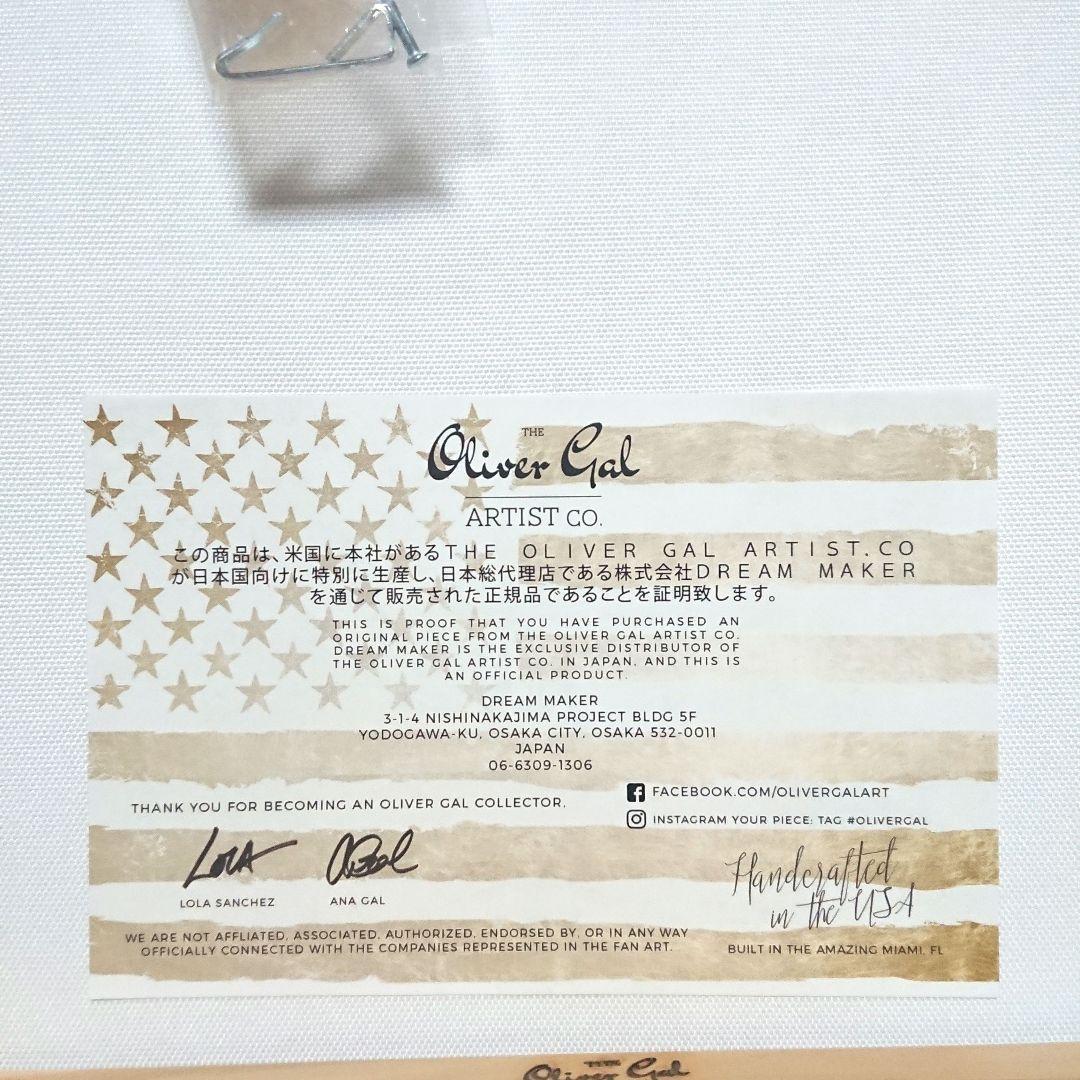 THE
Oliver Gal
ARTIST CO.
この商品は、米国に本社があるTHE OLIVER GAL ARTIST.CO
が日本国向けに特別に生産し、日本総代理店である株式会社DREAM MAKER
を通じて販売された正規品であることを証明致します。
THIS IS PROOF THAT YOU HAVE PURCHASED AN
ORIGINAL PIECE FROM THE OLIVER GAL ARTIST CO.
DREAM MAKER IS THE EXCLUSIVE DISTRIBUTOR OF
THE OLIVER GAL ARTIST CO. IN JAPAN, AND THIS IS
AN OFFICIAL PRODUCT.
DREAM MAKER
3-1-4 NISHINAKAJIMA PROJECT BLDG 5F
YODOGAWA-KU, OSAKA CITY, OSAKA 532-0011
JAPAN
06-6309-1306
THANK YOU FOR BECOMING AN OLIVER GAL COLLECTOR.
FACEBOOK.COM/OLIVERGALART
INSTAGRAM YOUR PIECE: TAG #OLIVERGAL
LOLA
LOLA SANCHEZ
ANA GAL
Handcrafted
in the USA
WE ARE NOT AFFLIATED, ASSOCIATED, AUTHORIZED, ENDORSED BY, OR IN ANY WAY
OFFICIALLY CONNECTED WITH THE COMPANIES REPRESENTED IN THE FAN ART.
BUILT IN THE AMAZING MIAMI, FL
THE
Oliver Gal